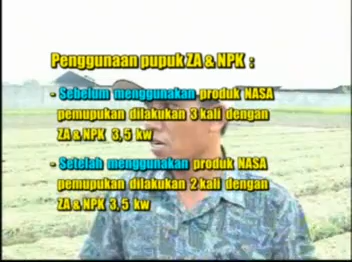 Penggunaan pupuk ZA & NPK :
- Sebelum menggunakan produk NASA
pemupukan dilakukan 3 kali dengan
ZA & NPK 3,5 kw
- Setelah menggunakan produk NASA
pemupukan dilakukan 2 kali dengan
ZA & NPK 3,5 kw